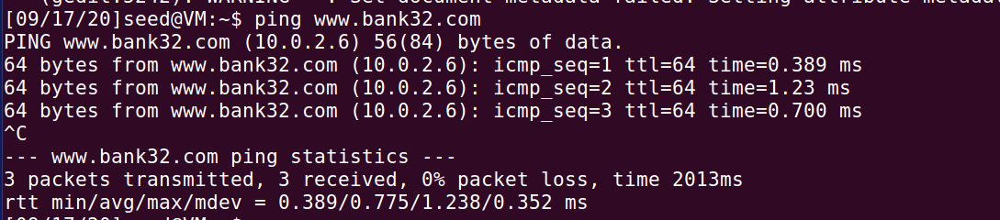 [09/17/20]seed@VM:~$ ping www.bank32.com
PING www.bank32.com (10.0.2.6) 56(84) bytes of data.
64 bytes from www.bank32.com (10.0.2.6): icmp_seq=1 ttl=64 time=0.389 ms
64 bytes from www.bank32.com (10.0.2.6): icmp_seq=2 ttl=64 time=1.23 ms
64 bytes from www.bank32.com (10.0.2.6): icmp_seq=3 ttl=64 time=0.700 ms
^C
--- www.bank32.com ping statistics ---
3 packets transmitted, 3 received, 0% packet loss, time 2013ms
rtt min/avg/max/mdev = 0.389/0.775/1.238/0.352 ms